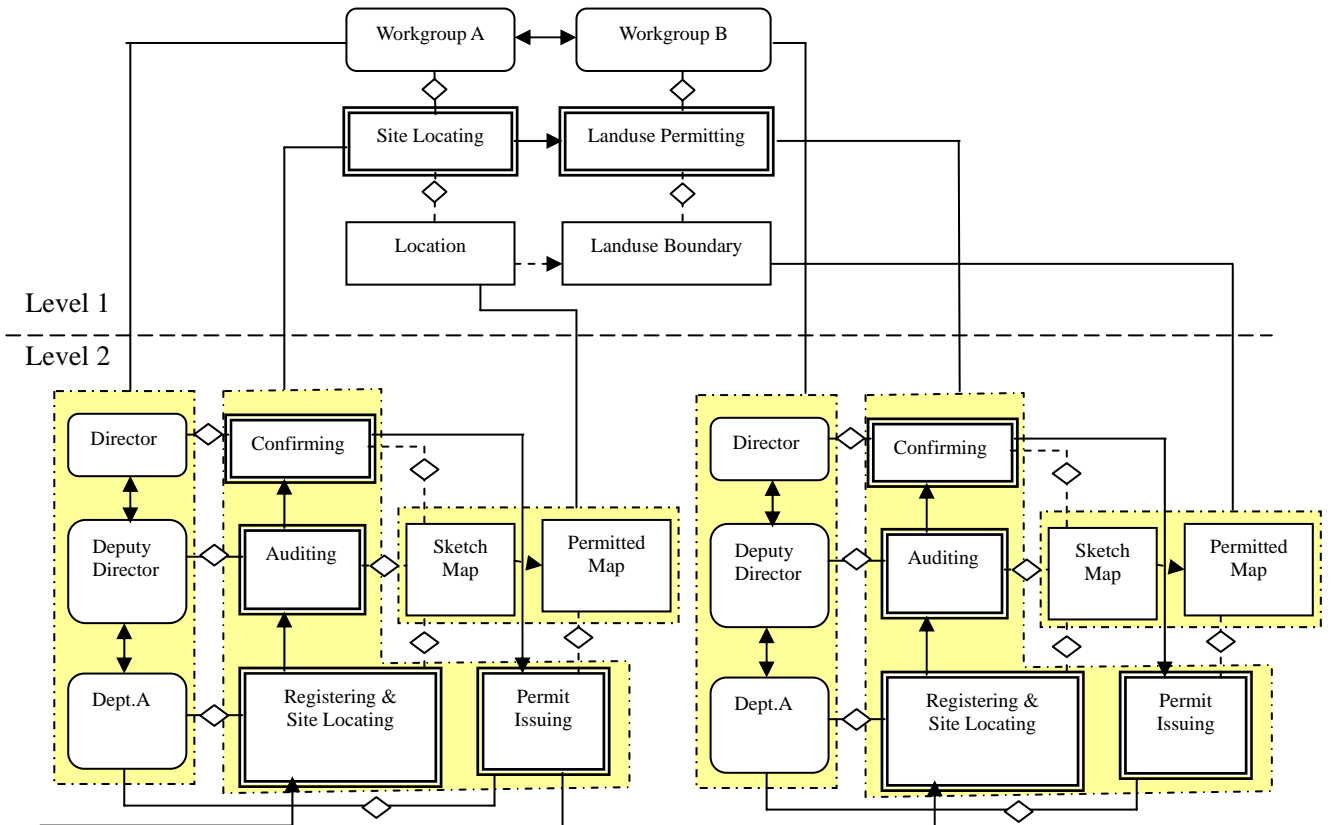 Workgroup A
Workgroup B
Site Locating
Landuse Permitting
Location
Landuse Boundary
Level 1
Level 2
Director
Confirming
Deputy
Director
Auditing
Sketch
Map
Permitted
Map
Dept.A
Registering &
Site Locating
Permit
Issuing
Director
Confirming
Deputy
Director
Auditing
Sketch
Map
Permitted
Map
Dept.A
Registering &
Site Locating
Permit
Issuing